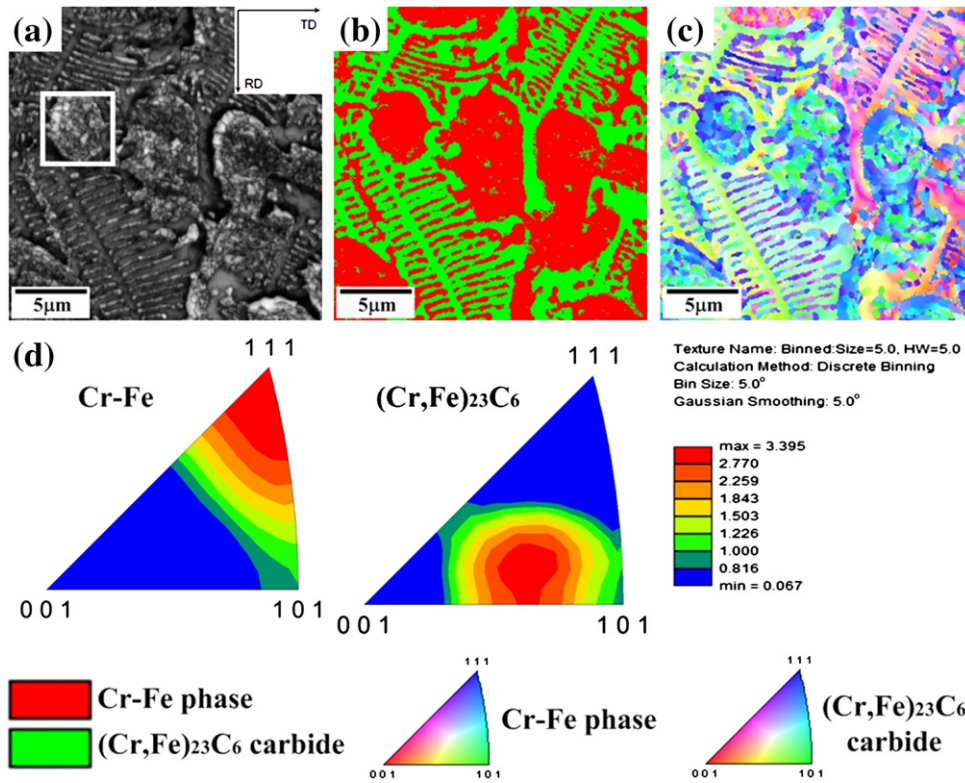 (a)
TD
RD
5μm
(b)
5μm
(c)
5μm
(d)
1 1 1
Cr-Fe
0 0 1
1 0 1
1 1 1
(Cr,Fe)23C6
0 0 1
1 0 1
Texture Name: Binned:Size=5.0, HW=5.0
Calculation Method: Discrete Binning
Bin Size: 5.0°
Gaussian Smoothing: 5.0°
max = 3.395
2.770
2.259
1.843
1.503
1.226
1.000
0.816
min = 0.067
Cr-Fe phase
(Cr,Fe)23C6 carbide
1 1 1
0 0 1
1 0 1
Cr-Fe phase
1 1 1
0 0 1
1 0 1
(Cr,Fe)23C6
carbide